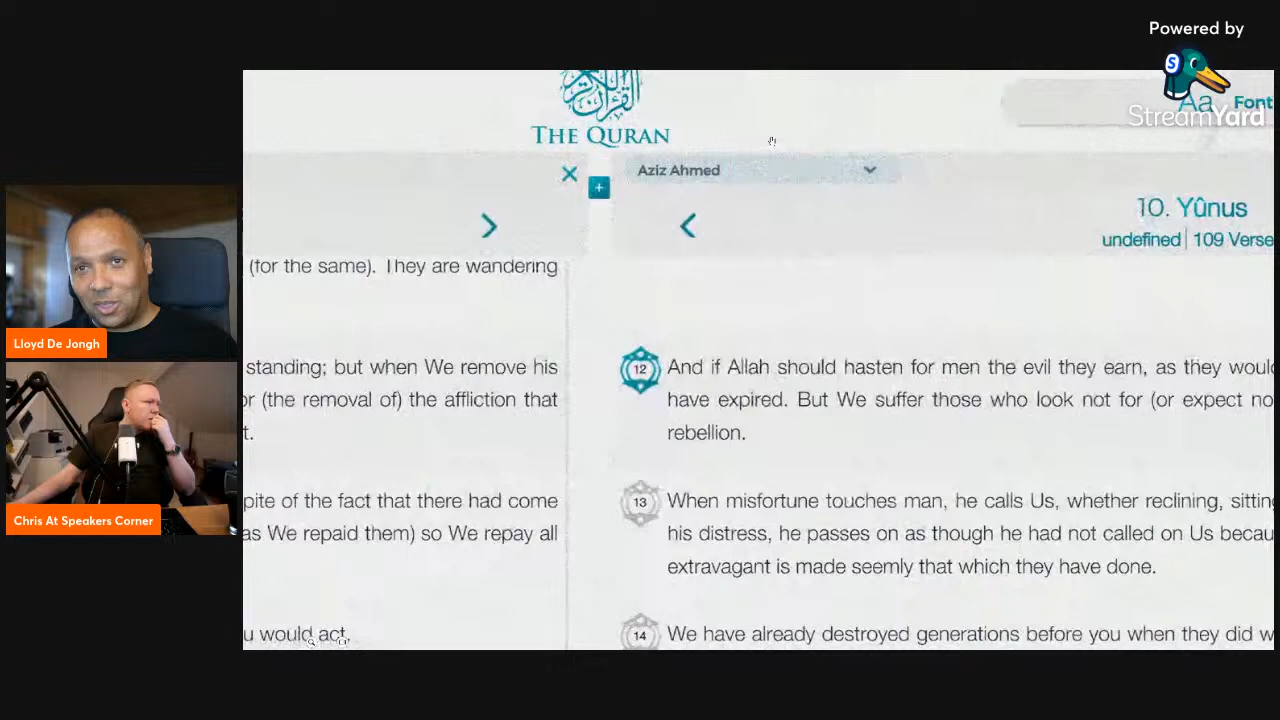 Powered by
StreamYard
THE QURAN
Aa Font
Aziz Ahmed
10. Yûnus
undefined | 109 Verse
(for the same). They are wandering
standing; but when We remove his
or (the removal of) the affliction that
t.
pite of the fact that there had come
as We repaid them) so We repay all
u would act.
12 And if Allah should hasten for men the evil they earn, as they would
have expired. But We suffer those who look not for (or expect no
rebellion.
13 When misfortune touches man, he calls Us, whether reclining, sitting
his distress, he passes on as though he had not called on Us becau
extravagant is made seemly that which they have done.
14 We have already destroyed generations before you when they did w
Lloyd De Jongh
Chris At Speakers Corner